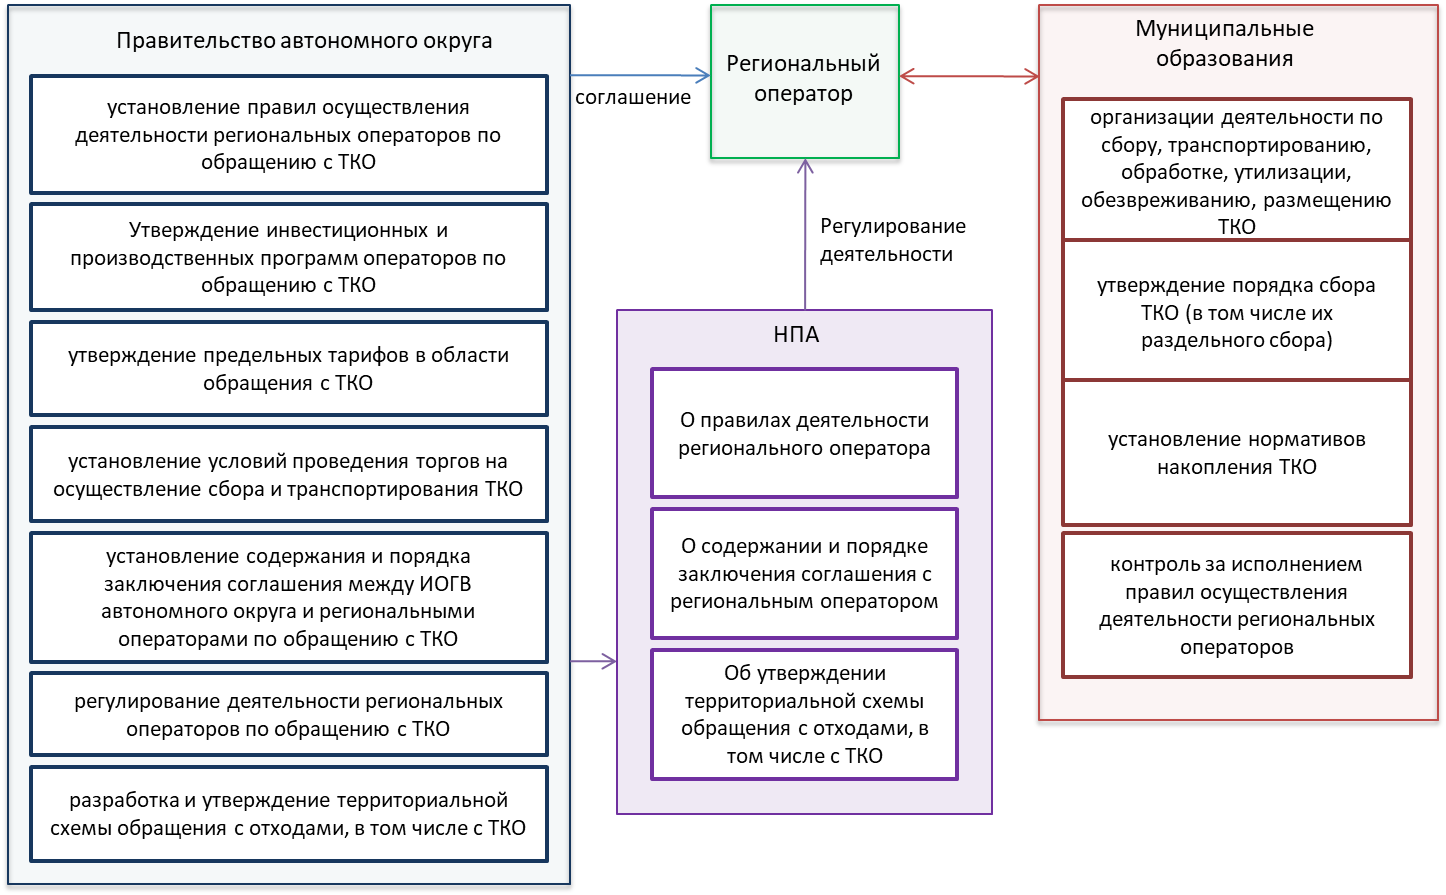 Правительство автономного округа
установление правил осуществления
деятельности региональных операторов по
обращению с ТКО
Утверждение инвестиционных и
производственных программ операторов по
обращению с ТКО
утверждение предельных тарифов в области
обращения с ТКО
установление условий проведения торгов на
осуществление сбора и транспортирования ТКО
установление содержания и порядка
заключения соглашения между ИОГВ
автономного округа и региональными
операторами по обращению с ТКО
регулирование деятельности региональных
операторов по обращению с ТКО
разработка и утверждение территориальной
схемы обращения с отходами, в том числе с ТКО
соглашение
Региональный
оператор
Регулирование
деятельности
НПА
О правилах деятельности
регионального оператора
О содержании и порядке
заключения соглашения с
региональным оператором
Об утверждении
территориальной схемы
обращения с отходами, в
том числе с ТКО
Муниципальные
образования
организации деятельности по
сбору, транспортированию,
обработке, утилизации,
обезвреживанию, размещению
ТКО
утверждение порядка сбора
ТКО (в том числе их
раздельного сбора)
установление нормативов
накопления ТКО
контроль за исполнением
правил осуществления
деятельности региональных
операторов